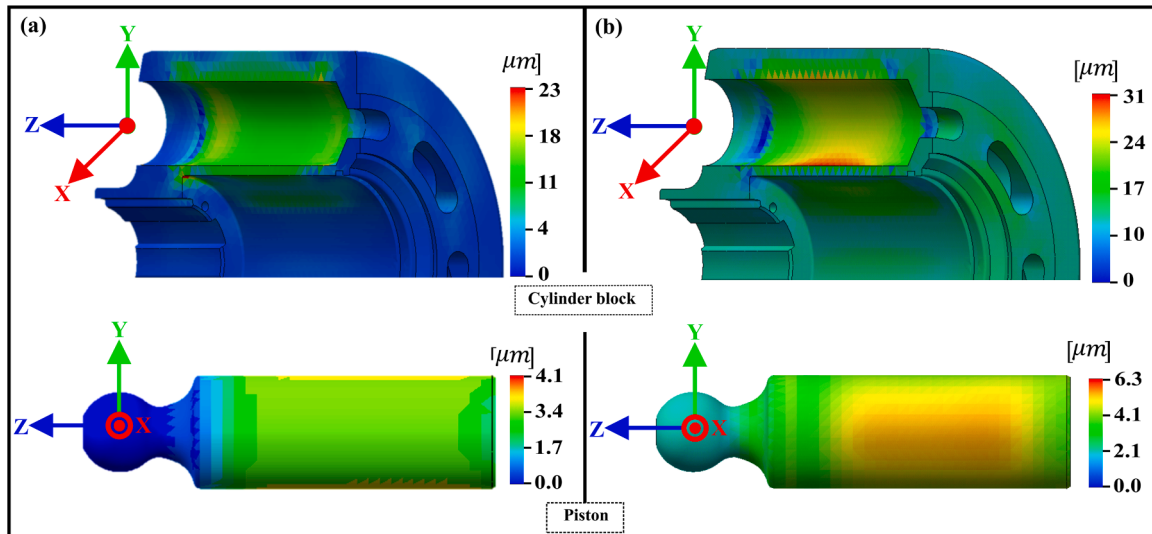 (a)
Y
Z
X
μm]
23
18
11
4
0
(b)
Y
Z
X
[μm]
31
24
17
10
0
Cylinder block
Y
Z
X
[μm]
4.1
3.4
1.7
0.0
Y
Z
X
[μm]
6.3
4.1
2.1
0.0
Piston